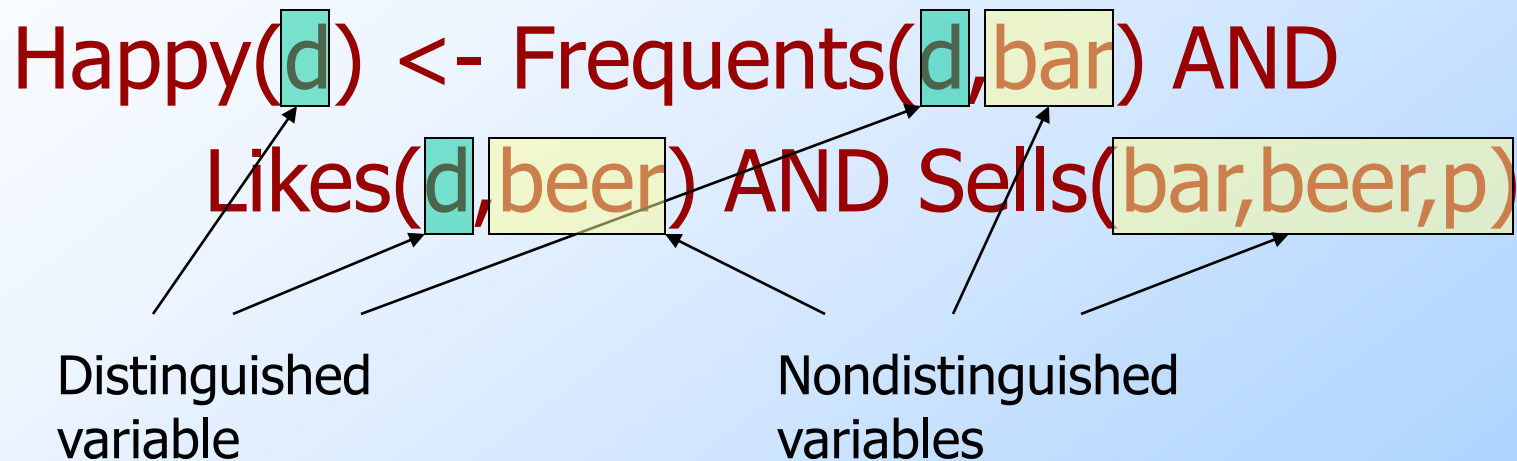 Happy(d) <- Frequents(d,bar) AND
Likes(d,beer) AND Sells(bar,beer,p)
Distinguished
variable
Nondistinguished
variables